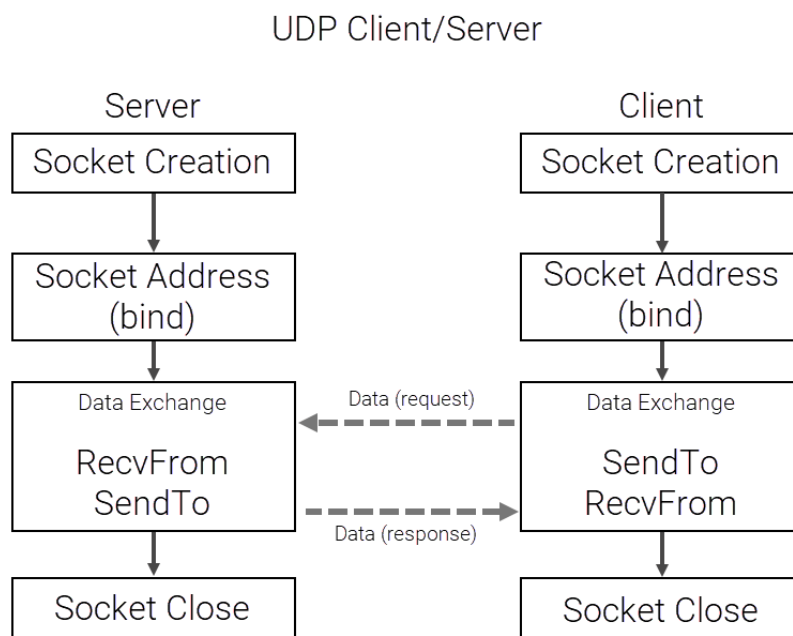 UDP Client/Server
Server
Socket Creation
Socket Address
(bind)
Data Exchange
RecvFrom
SendTo
Socket Close
Data (request)
Data (response)
Client
Socket Creation
Socket Address
(bind)
Data Exchange
SendTo
RecvFrom
Socket Close